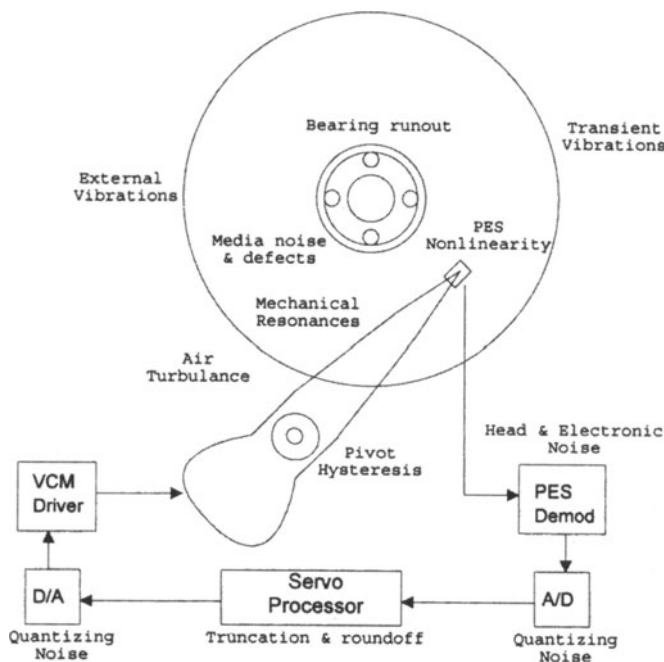 Bearing runout
Transient
Vibrations
External
Vibrations
PES
Nonlinearity
Media noise
& defects
Mechanical
Resonances
Air
Turbulance
Head & Electronic
Noise
Pivot
Hysteresis
VCM
Driver
PES
Demod
D/A
Servo
Processor
A/D
Quantizing
Noise
Truncation & roundoff
Quantizing
Noise